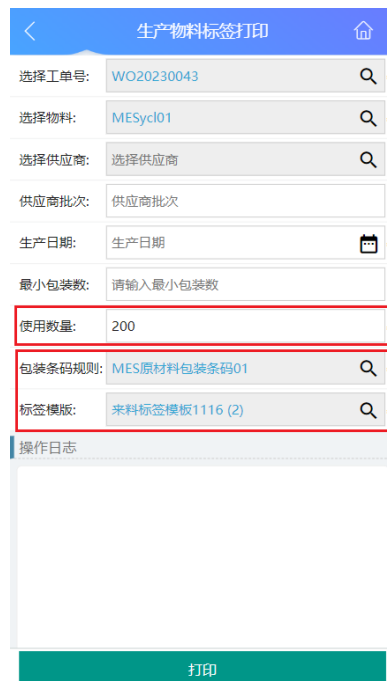 生产物料标签打印
选择工单号: WO20230043
选择物料: MESycl01
选择供应商: 选择供应商
供应商批次: 供应商批次
生产日期: 生产日期
最小包装数: 请输入最小包装数
使用数量: 200
包装条码规则: MES原材料包装条码01
标签模版: 来料标签模板1116 (2)
操作日志
打印